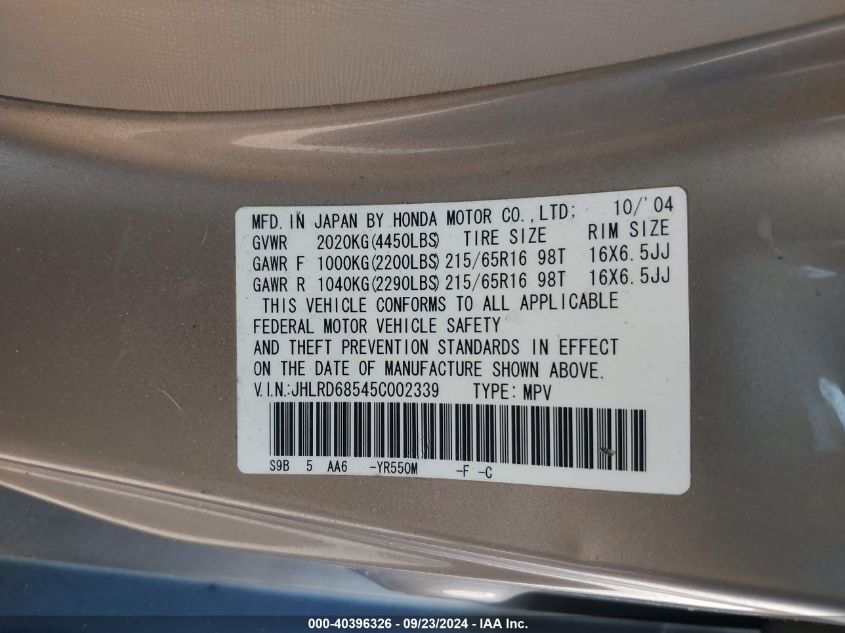 MFD. IN JAPAN BY HONDA MOTOR CO., LTD; 10/'04
GVWR 2020KG(4450LBS) TIRE SIZE RIM SIZE
GAWR F 1000KG(2200LBS) 215/65R16 98T 16X6.5JJ
GAWR R 1040KG(2290LBS) 215/65R16 98T 16X6.5JJ
THIS VEHICLE CONFORMS TO ALL APPLICABLE
FEDERAL MOTOR VEHICLE SAFETY
AND THEFT PREVENTION STANDARDS IN EFFECT
ON THE DATE OF MANUFACTURE SHOWN ABOVE.
V.I.N.:JHLRD68545C002339 TYPE: MPV
S9B 5 AA6 -YR550M -F -C
000-40396326 - 09/23/2024 - IAA Inc.